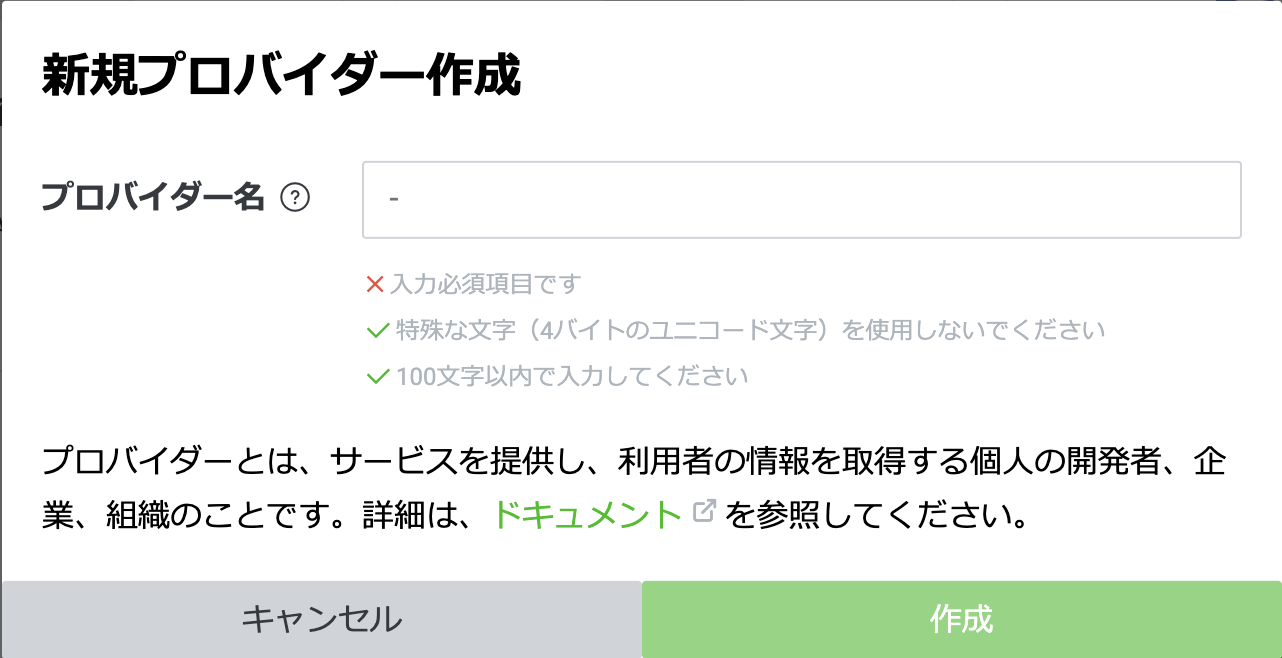 新規プロバイダー作成
プロバイダー名 ?
-
入力必須項目です
特殊な文字（4バイトのユニコード文字）を使用しないでください
100文字以内で入力してください
プロバイダーとは、サービスを提供し、利用者の情報を取得する個人の開発者、企
業、組織のことです。詳細は、ドキュメント を参照してください。
キャンセル
作成